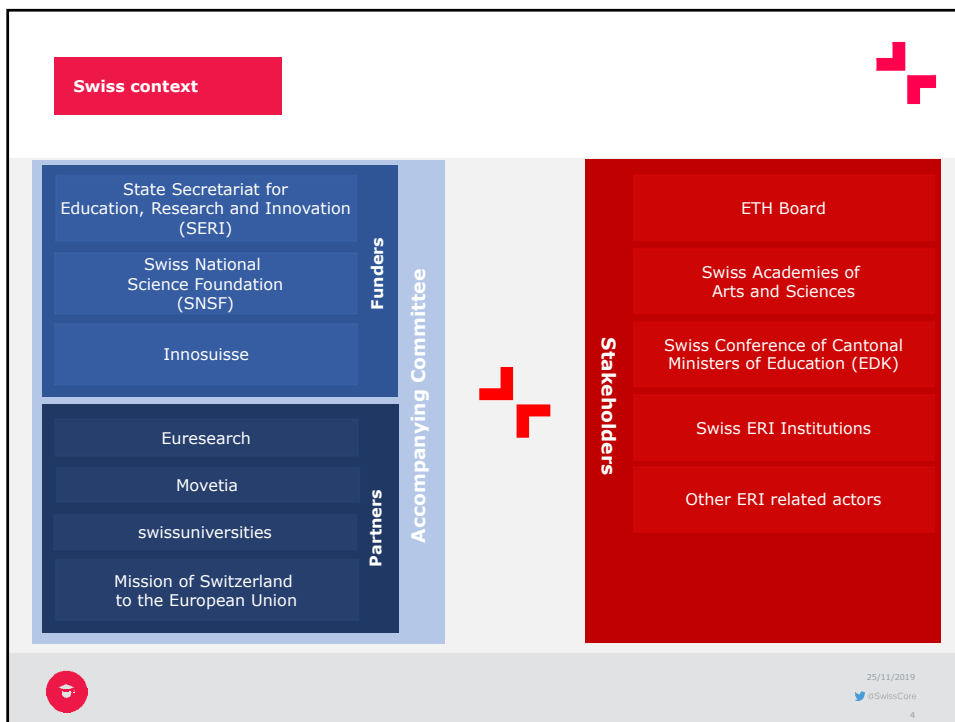 Swiss context
State Secretariat for
Education, Research and Innovation
(SERI)
Swiss National
Science Foundation
(SNSF)
Innosuisse
Funders
Euresearch
Movetia
swissuniversities
Mission of Switzerland
to the European Union
Partners
Accompanying Committee
Stakeholders
ETH Board
Swiss Academies of
Arts and Sciences
Swiss Conference of Cantonal
Ministers of Education (EDK)
Swiss ERI Institutions
Other ERI related actors
25/11/2019
@SwissCore
4